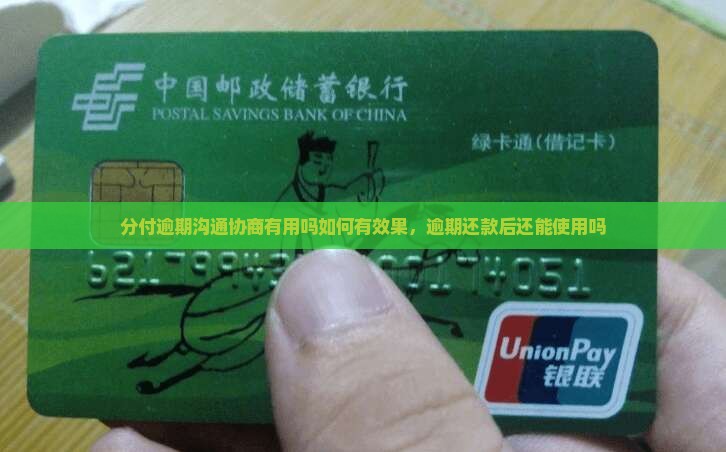 中国邮政储蓄银行
POSTAL SAVINGS BANK OF CHINA
绿卡通(借记卡)
分付逾期沟通协商有用吗如何有效果，逾期还款后还能使用吗
UnionPay
银联